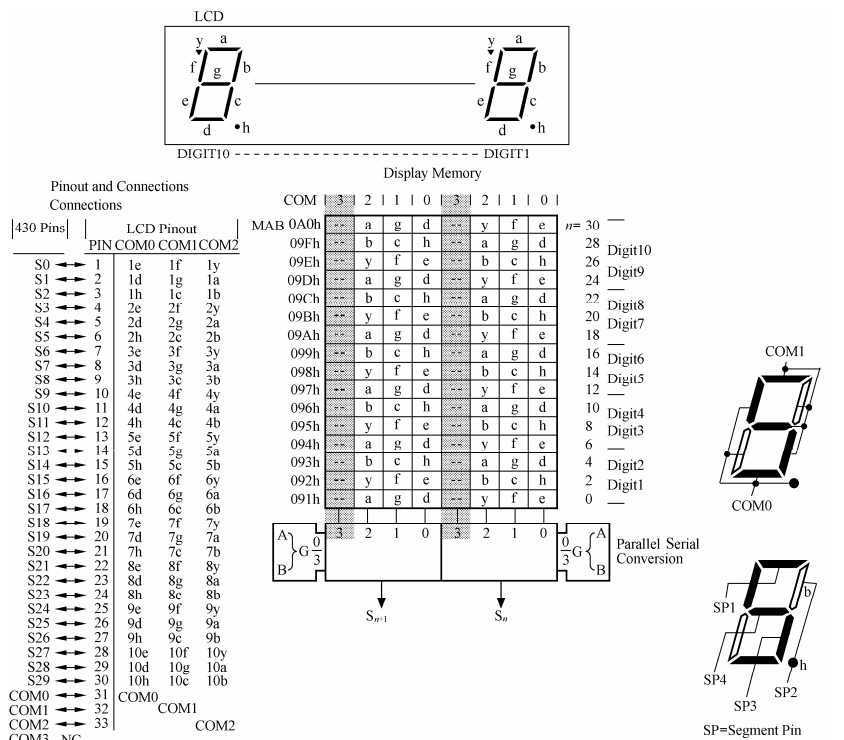 LCD
y a
f g b
e c
d h
y a
f g b
e c
d h
DIGIT10 ---------------------- DIGIT1
Display Memory
Pinout and Connections
Connections
COM 3 2 1 0 3 2 1 0
430 Pins LCD Pinout
PIN COM0 COM1 COM2
S0 1 1e 1f 1y
S1 2 1d 1g 1a
S2 3 1h 1c 1b
S3 4 2e 2f 2y
S4 5 2d 2g 2a
S5 6 2h 2c 2b
S6 7 3e 3f 3y
S7 8 3d 3g 3a
S8 9 3h 3c 3b
S9 10 4e 4f 4y
S10 11 4d 4g 4a
S11 12 4h 4c 4b
S12 13 5e 5f 5y
S13 14 5d 5g 5a
S14 15 5h 5c 5b
S15 16 6e 6f 6y
S16 17 6d 6g 6a
S17 18 6h 6c 6b
S18 19 7e 7f 7y
S19 20 7d 7g 7a
S20 21 7h 7c 7b
S21 22 8e 8f 8y
S22 23 8d 8g 8a
S23 24 8h 8c 8b
S24 25 9e 9f 9y
S25 26 9d 9g 9a
S26 27 9h 9c 9b
S27 28 10e 10f 10y
S28 29 10d 10g 10a
S29 30 10h 10c 10b
COM0 31 COM0
COM1 32 COM1
COM2 33 COM2
COM3 NC
MAB 0A0h -- a g d -- y f e n= 30
09Fh -- b c h -- a g d 28 Digit10
09Eh -- y f e -- b c h 26 Digit9
09Dh -- a g d -- y f e 24
09Ch -- b c h -- a g d 22 Digit8
09Bh -- y f e -- b c h 20 Digit7
09Ah -- a g d -- y f e 18
099h -- b c h -- a g d 16 Digit6
098h -- y f e -- b c h 14 Digit5
097h -- a g d -- y f e 12
096h -- b c h -- a g d 10 Digit4
095h -- y f e -- b c h 8 Digit3
094h -- a g d -- y f e 6
093h -- b c h -- a g d 4 Digit2
092h -- y f e -- b c h 2 Digit1
091h -- a g d -- y f e 0
3 2 1 0 3 2 1 0
A B G 0 3
0 3 G A B
Parallel Serial
Conversion
Sn+1 Sn
COM1
COM0
SP1 b
h
SP4 SP2
SP3
SP=Segment Pin